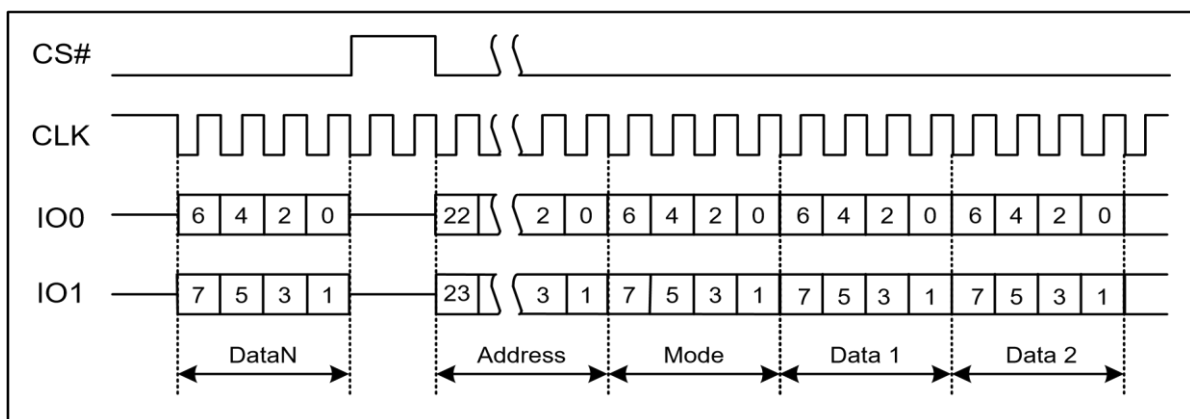 CS#
CLK
IO0 6 4 2 0 22 2 0 6 4 2 0 6 4 2 0 6 4 2 0
IO1 7 5 3 1 23 3 1 7 5 3 1 7 5 3 1 7 5 3 1
DataN Address Mode Data 1 Data 2